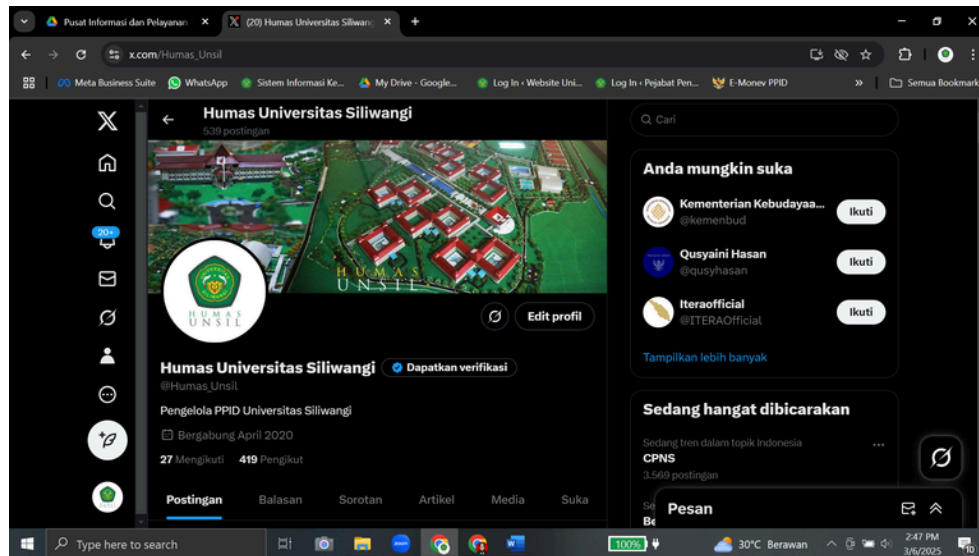 Pusat Informasi dan Pelayanan
(20) Humas Universitas Siliwang
x.com/Humas_Unsil
Meta Business Suite
WhatsApp
Sistem Informasi Ke...
My Drive - Google...
Log In ‹ Website Uni...
Log In ‹ Pejabat Pen...
E-Monev PPID
»
Semua Bookmark
Humas Universitas Siliwangi
539 postingan
Cari
HUMAS
UNSIL
HUMAS
UNSIL
Edit profil
Humas Universitas Siliwangi
Dapatkan verifikasi
@Humas_Unsil
Pengelola PPID Universitas Siliwangi
Bergabung April 2020
27 Mengikuti 419 Pengikut
Postingan
Balasan
Sorotan
Artikel
Media
Suka
20+
Anda mungkin suka
Kementerian Kebudayaa...
@kemenbud
Ikuti
Qusyaini Hasan
@qusyhasan
Ikuti
Iteraofficial
@ITERAOfficial
Ikuti
Tampilkan lebih banyak
Sedang hangat dibicarakan
Sedang tren dalam topik Indonesia
CPNS
3.569 postingan
Pesan
Type here to search
zoom
100%
30°C Berawan
2:47 PM
3/6/2025